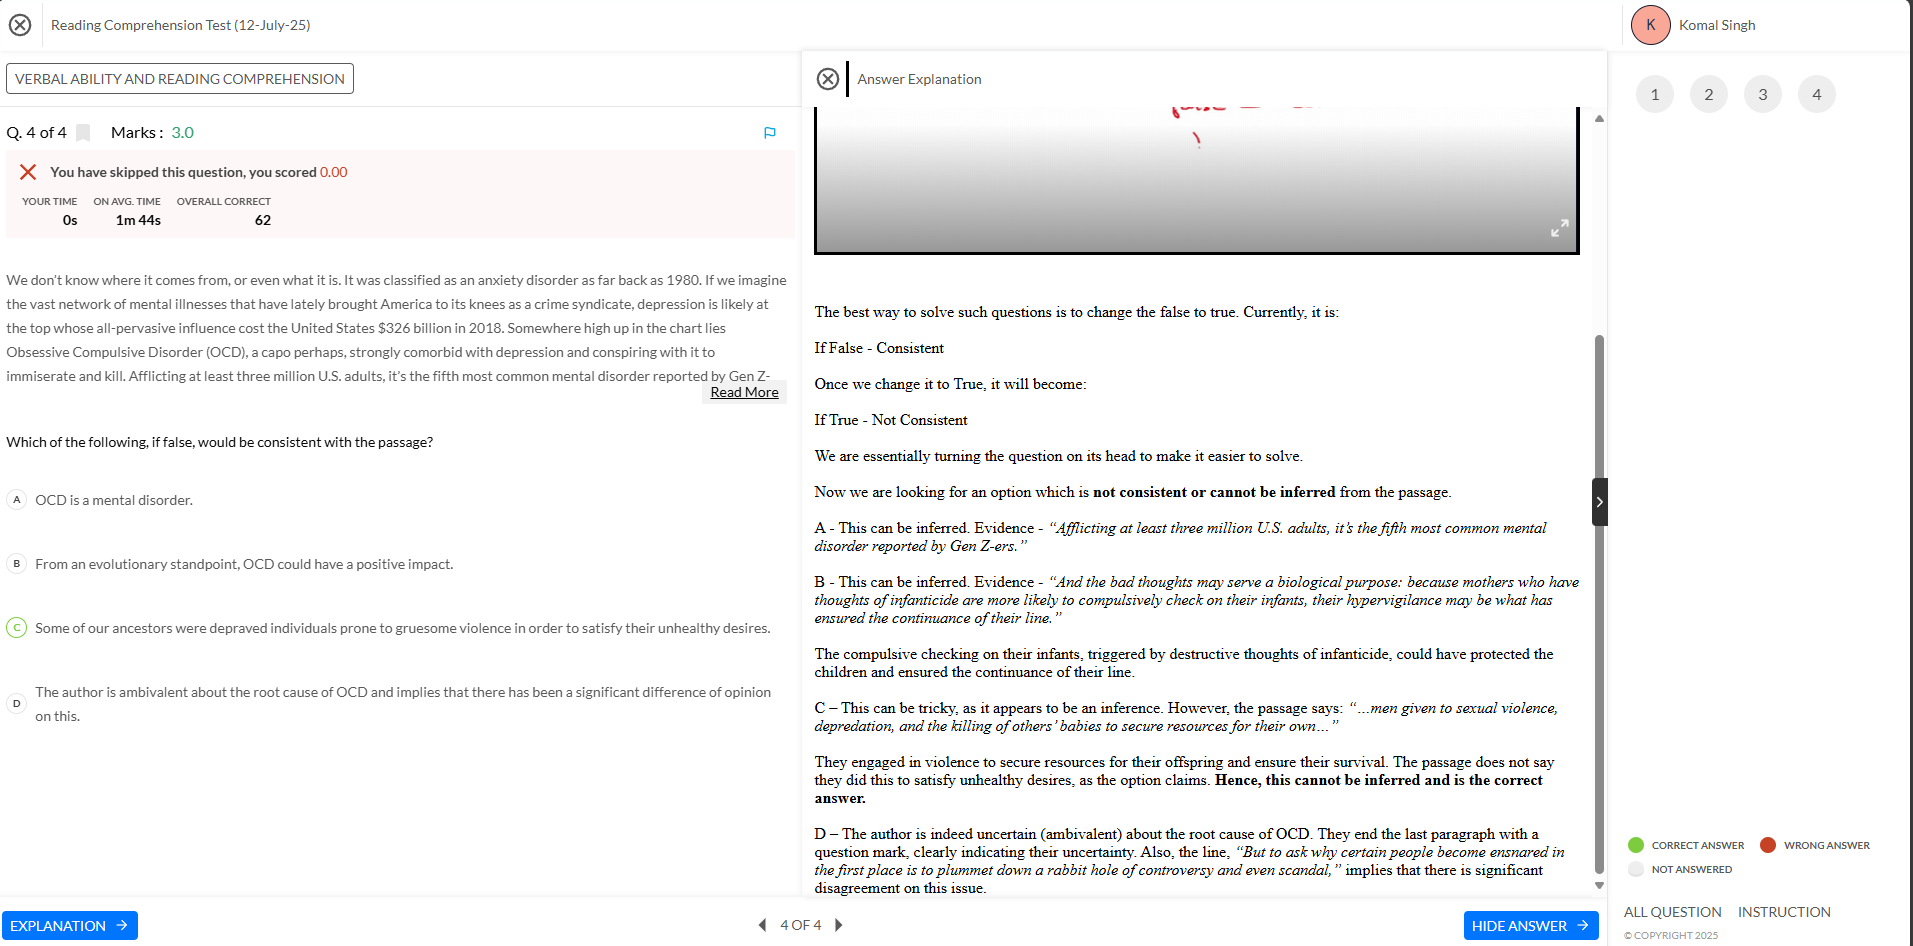 Reading Comprehension Test (12-July-25)
K
Komal Singh
VERBAL ABILITY AND READING COMPREHENSION
Q. 4 of 4
Marks : 3.0
You have skipped this question, you scored 0.00
YOUR TIME
ON AVG. TIME
OVERALL CORRECT
0s
1m 44s
62
We don't know where it comes from, or even what it is. It was classified as an anxiety disorder as far back as 1980. If we imagine
the vast network of mental illnesses that have lately brought America to its knees as a crime syndicate, depression is likely at
the top whose all-pervasive influence cost the United States $326 billion in 2018. Somewhere high up in the chart lies
Obsessive Compulsive Disorder (OCD), a capo perhaps, strongly comorbid with depression and conspiring with it to
immiserate and kill. Afflicting at least three million U.S. adults, it's the fifth most common mental disorder reported by Gen Z-
Read More
Which of the following, if false, would be consistent with the passage?
A OCD is a mental disorder.
B From an evolutionary standpoint, OCD could have a positive impact.
C Some of our ancestors were depraved individuals prone to gruesome violence in order to satisfy their unhealthy desires.
D The author is ambivalent about the root cause of OCD and implies that there has been a significant difference of opinion
on this.
EXPLANATION
4 OF 4
Answer Explanation
The best way to solve such questions is to change the false to true. Currently, it is:
If False - Consistent
Once we change it to True, it will become:
If True - Not Consistent
We are essentially turning the question on its head to make it easier to solve.
Now we are looking for an option which is not consistent or cannot be inferred from the passage.
A - This can be inferred. Evidence - “Afflicting at least three million U.S. adults, it’s the fifth most common mental
disorder reported by Gen Z-ers.”
B - This can be inferred. Evidence - “And the bad thoughts may serve a biological purpose: because mothers who have
thoughts of infanticide are more likely to compulsively check on their infants, their hypervigilance may be what has
ensured the continuance of their line.”
The compulsive checking on their infants, triggered by destructive thoughts of infanticide, could have protected the
children and ensured the continuance of their line.
C – This can be tricky, as it appears to be an inference. However, the passage says: “…men given to sexual violence,
depredation, and the killing of others’ babies to secure resources for their own…”
They engaged in violence to secure resources for their offspring and ensure their survival. The passage does not say
they did this to satisfy unhealthy desires, as the option claims. Hence, this cannot be inferred and is the correct
answer.
D – The author is indeed uncertain (ambivalent) about the root cause of OCD. They end the last paragraph with a
question mark, clearly indicating their uncertainty. Also, the line, “But to ask why certain people become ensnared in
the first place is to plummet down a rabbit hole of controversy and even scandal,” implies that there is significant
disagreement on this issue.
HIDE ANSWER
1
2
3
4
CORRECT ANSWER
WRONG ANSWER
NOT ANSWERED
ALL QUESTION
INSTRUCTION
© COPYRIGHT 2025